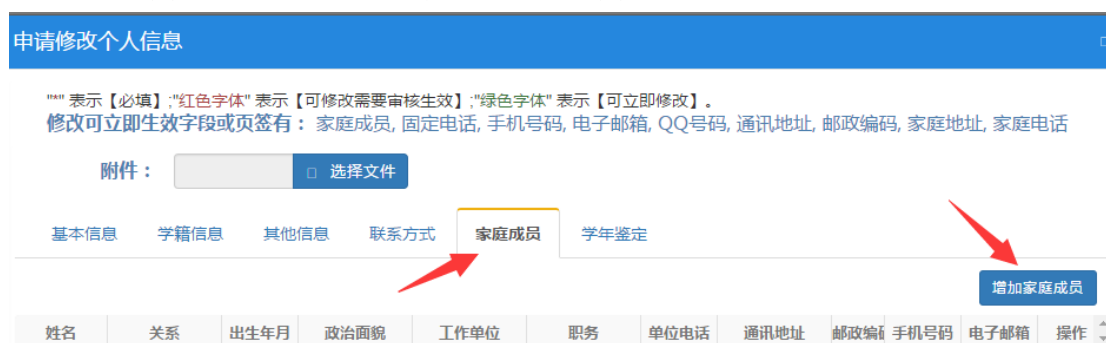 申请修改个人信息
"*" 表示【必填】;"红色字体" 表示【可修改需要审核生效】;"绿色字体" 表示【可立即修改】.
修改可立即生效字段或页签有： 家庭成员, 固定电话, 手机号码, 电子邮箱, QQ号码, 通讯地址, 邮政编码, 家庭地址, 家庭电话
附件： 选择文件
基本信息 学籍信息 其他信息 联系方式 家庭成员 学年鉴定
增加家庭成员
姓名 关系 出生年月 政治面貌 工作单位 职务 单位电话 通讯地址 邮政编 手机号码 电子邮箱 操作